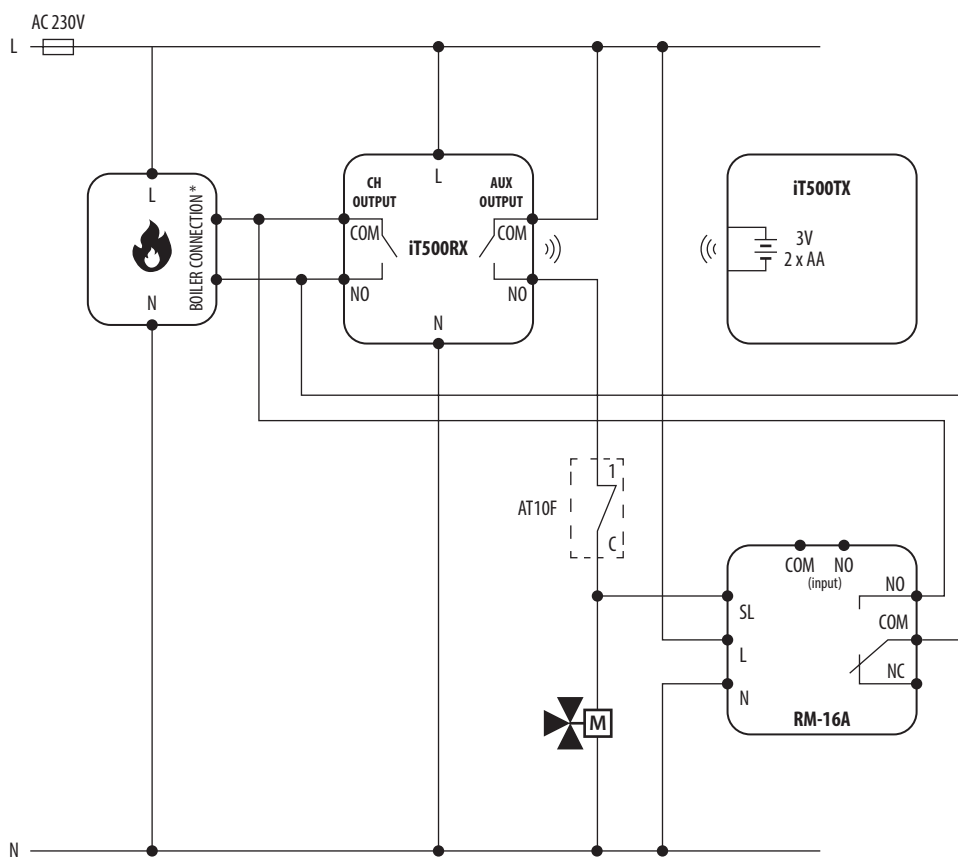 AC 230V
L
L
N
BOILER CONNECTION *
CH
OUTPUT
L
AUX
OUTPUT
COM
iT500RX
COM
NO
NO
N
iT500TX
3V
2 x AA
AT10F
1
C
COM NO
(input)
NO
SL
COM
L
NC
N
RM-16A
M
N